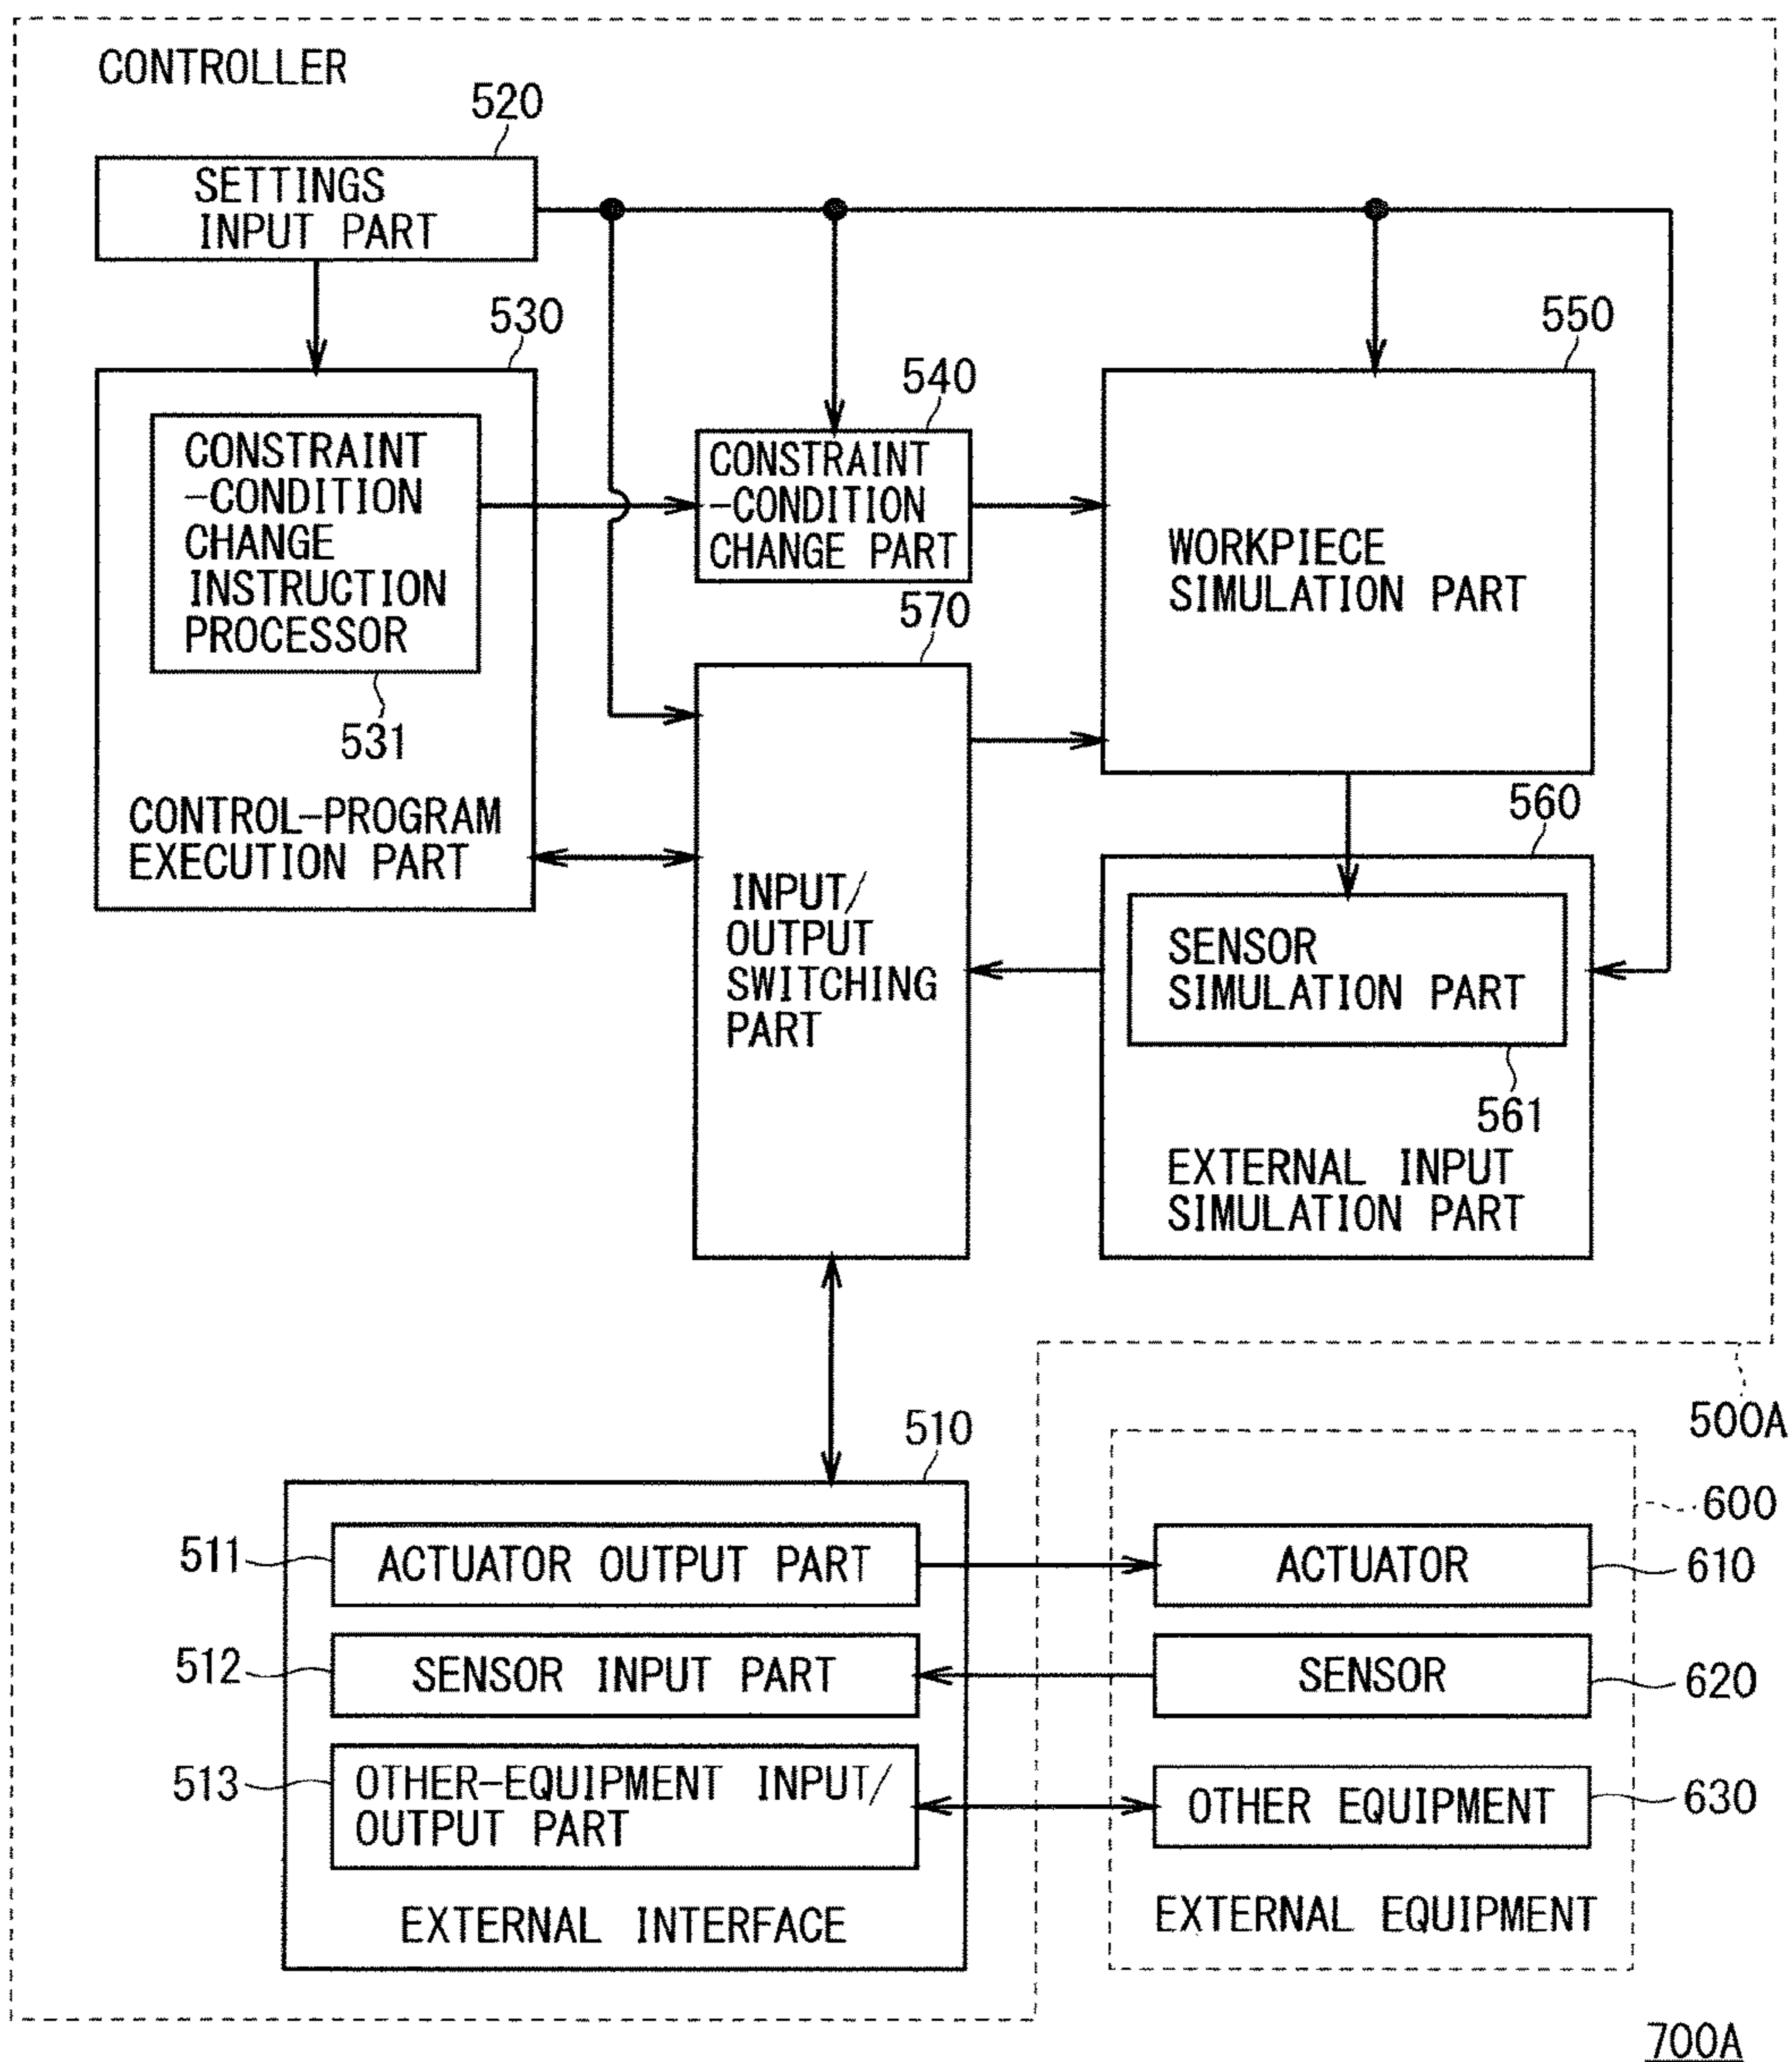 CONTROLLER
520
SETTINGS
INPUT PART
530
550
540
CONSTRAINT
-CONDITION
CHANGE
INSTRUCTION
PROCESSOR
531
CONTROL-PROGRAM
EXECUTION PART
CONSTRAINT
-CONDITION
CHANGE PART
570
WORKPIECE
SIMULATION PART
560
INPUT/
OUTPUT
SWITCHING
PART
SENSOR
SIMULATION PART
561
EXTERNAL INPUT
SIMULATION PART
500A
510
600
511
ACTUATOR OUTPUT PART
ACTUATOR
610
512
SENSOR INPUT PART
SENSOR
620
513
OTHER-EQUIPMENT INPUT/
OUTPUT PART
OTHER EQUIPMENT
630
EXTERNAL INTERFACE
EXTERNAL EQUIPMENT
700A